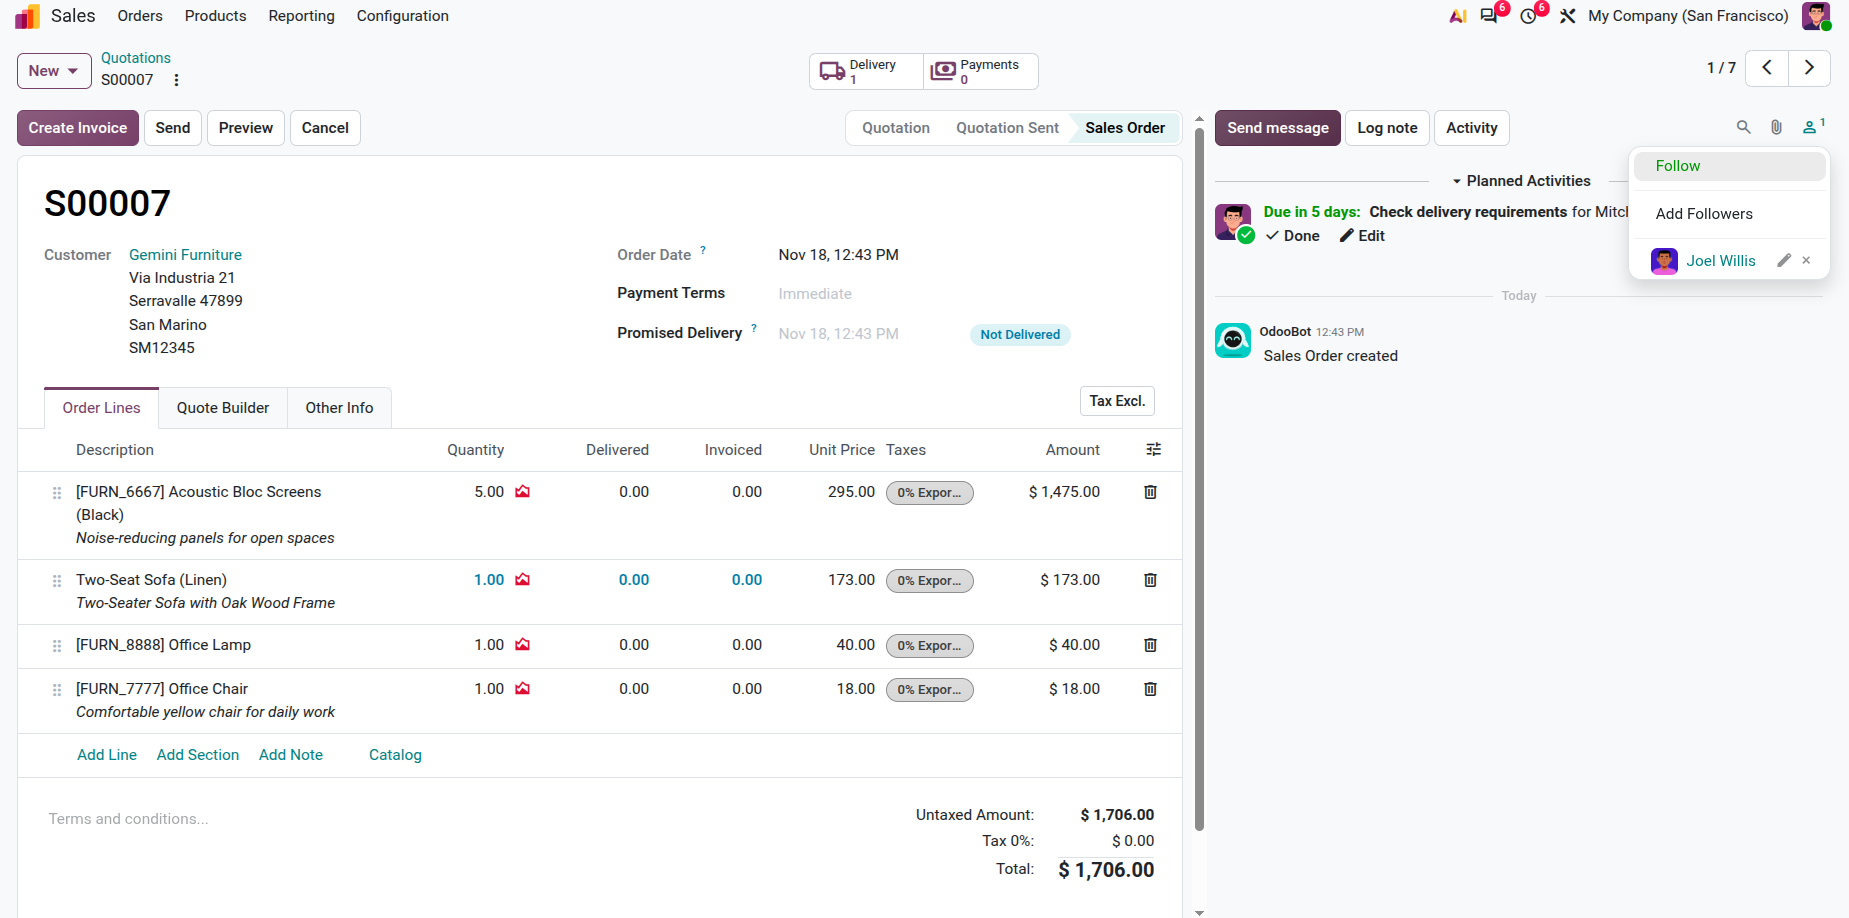 Sales Orders Products Reporting Configuration
6 6 My Company (San Francisco)
New
Quotations
S00007
Delivery
1
Payments
0
1 / 7
Create Invoice Send Preview Cancel
Quotation Quotation Sent Sales Order
Send message Log note Activity
1
Follow
Add Followers
Joel Willis
Planned Activities
Due in 5 days: Check delivery requirements for Mitch
Done Edit
Today
OdooBot 12:43 PM
Sales Order created
S00007
Customer Gemini Furniture
Via Industria 21
Serravalle 47899
San Marino
SM12345
Order Date ? Nov 18, 12:43 PM
Payment Terms Immediate
Promised Delivery ? Nov 18, 12:43 PM Not Delivered
Order Lines Quote Builder Other Info Tax Excl.
Description Quantity Delivered Invoiced Unit Price Taxes Amount
[FURN_6667] Acoustic Bloc Screens 5.00 0.00 0.00 295.00 0% Expor... $ 1,475.00
(Black)
Noise-reducing panels for open spaces
Two-Seat Sofa (Linen) 1.00 0.00 0.00 173.00 0% Expor... $ 173.00
Two-Seater Sofa with Oak Wood Frame
[FURN_8888] Office Lamp 1.00 0.00 0.00 40.00 0% Expor... $ 40.00
[FURN_7777] Office Chair 1.00 0.00 0.00 18.00 0% Expor... $ 18.00
Comfortable yellow chair for daily work
Add Line Add Section Add Note Catalog
Terms and conditions...
Untaxed Amount: $ 1,706.00
Tax 0%: $ 0.00
Total: $ 1,706.00